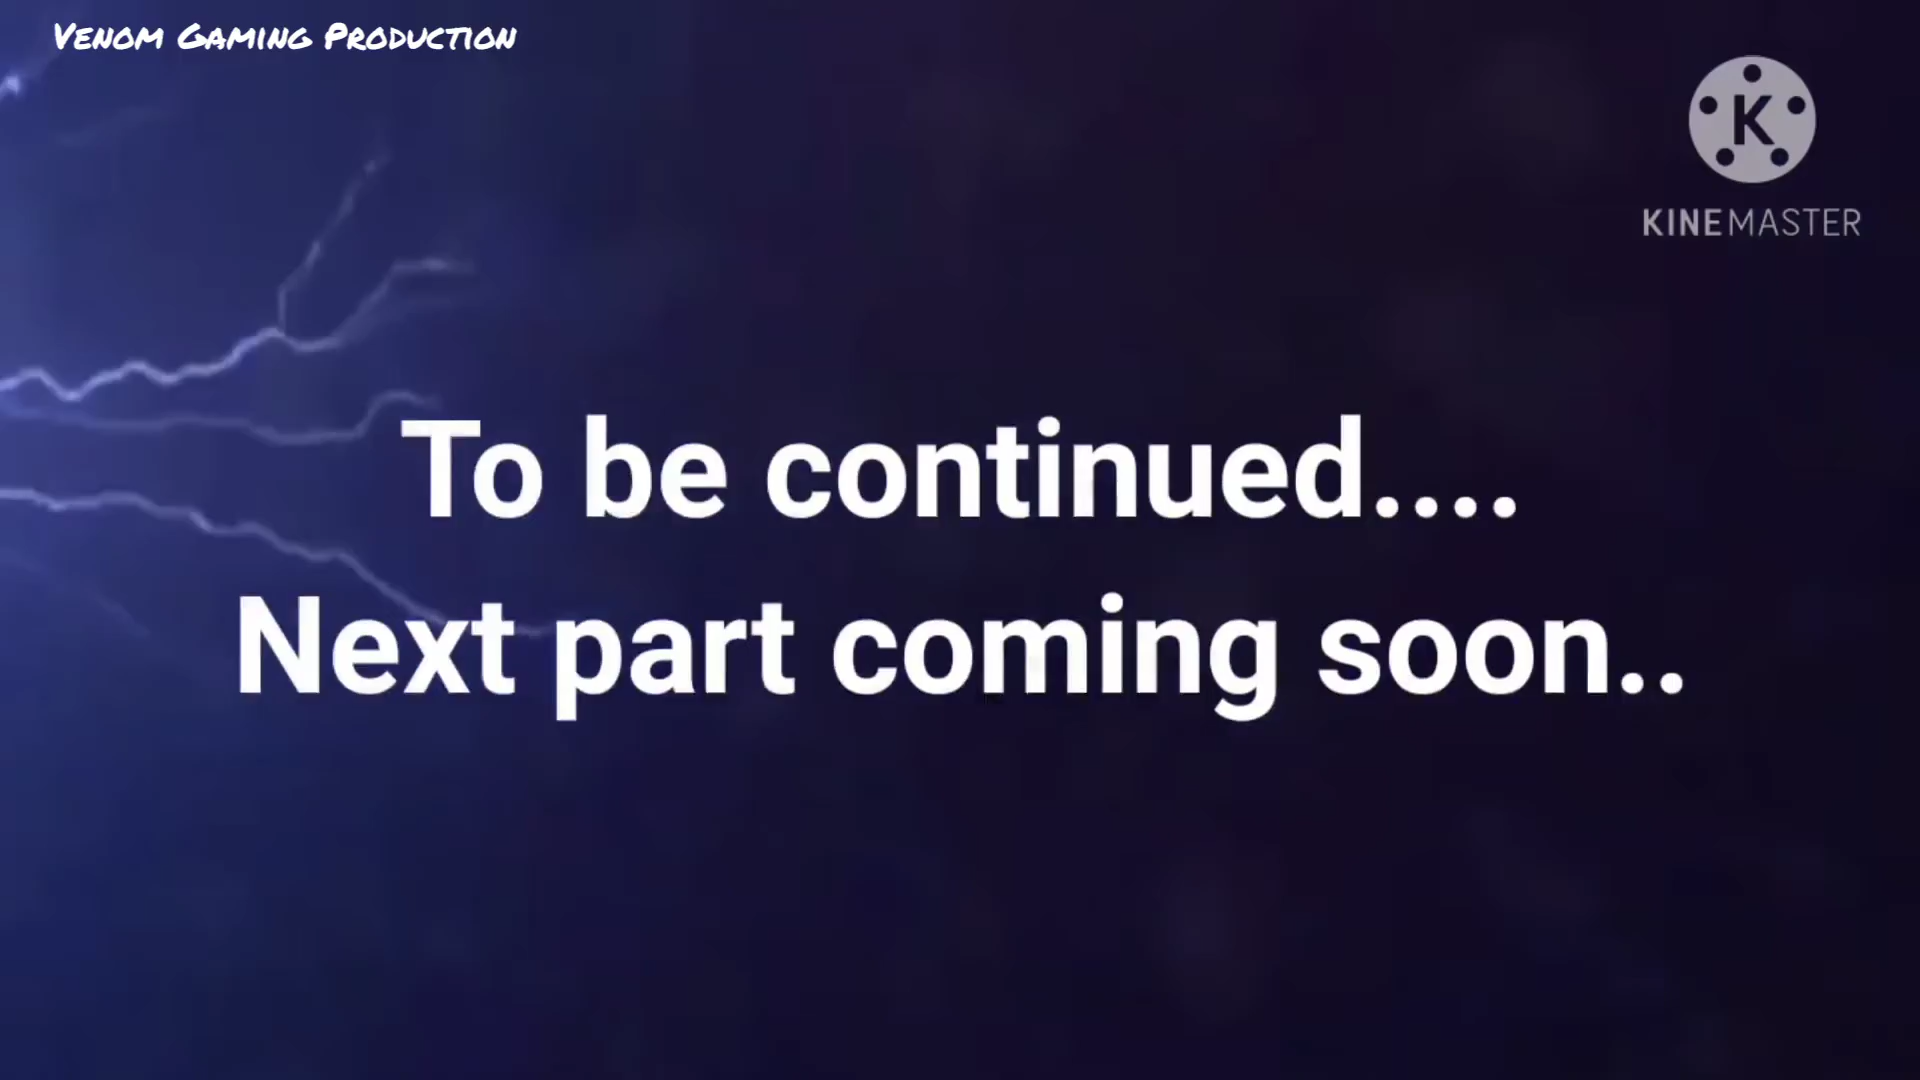 Venom Gaming Production
K
KINEMASTER
To be continued....
Next part coming soon..